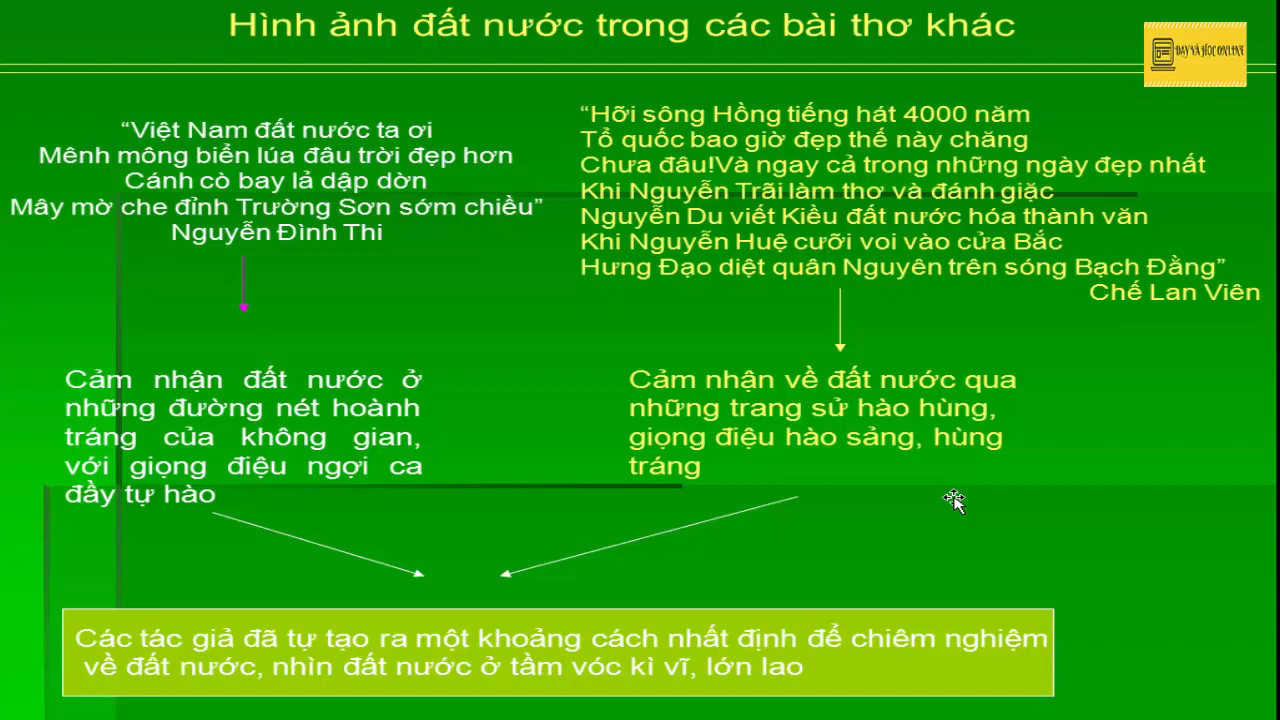 Hình ảnh đất nước trong các bài thơ khác
DẠY VÀ HỌC ONLINE
“Việt Nam đất nước ta ơi
Mênh mông biển lúa đâu trời đẹp hơn
Cánh cò bay lả dập dờn
Mây mờ che đỉnh Trường Sơn sớm chiều”
Nguyễn Đình Thi
“Hỡi sông Hồng tiếng hát 4000 năm
Tổ quốc bao giờ đẹp thế này chăng
Chưa đâu!Và ngay cả trong những ngày đẹp nhất
Khi Nguyễn Trãi làm thơ và đánh giặc
Nguyễn Du viết Kiều đất nước hóa thành văn
Khi Nguyễn Huệ cưỡi voi vào cửa Bắc
Hưng Đạo diệt quân Nguyên trên sóng Bạch Đằng”
Chế Lan Viên
Cảm nhận đất nước ở
những đường nét hoành
tráng của không gian,
với giọng điệu ngợi ca
đầy tự hào
Cảm nhận về đất nước qua
những trang sử hào hùng,
giọng điệu hào sảng, hùng
tráng
Các tác giả đã tự tạo ra một khoảng cách nhất định để chiêm nghiệm
về đất nước, nhìn đất nước ở tầm vóc kì vĩ, lớn lao